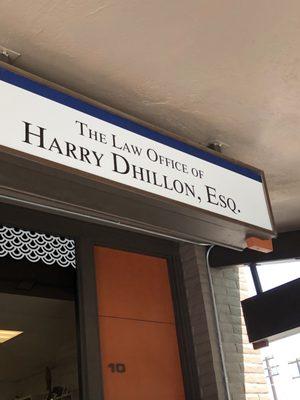 The Law Office of
Harry Dhillon, Esq.
10